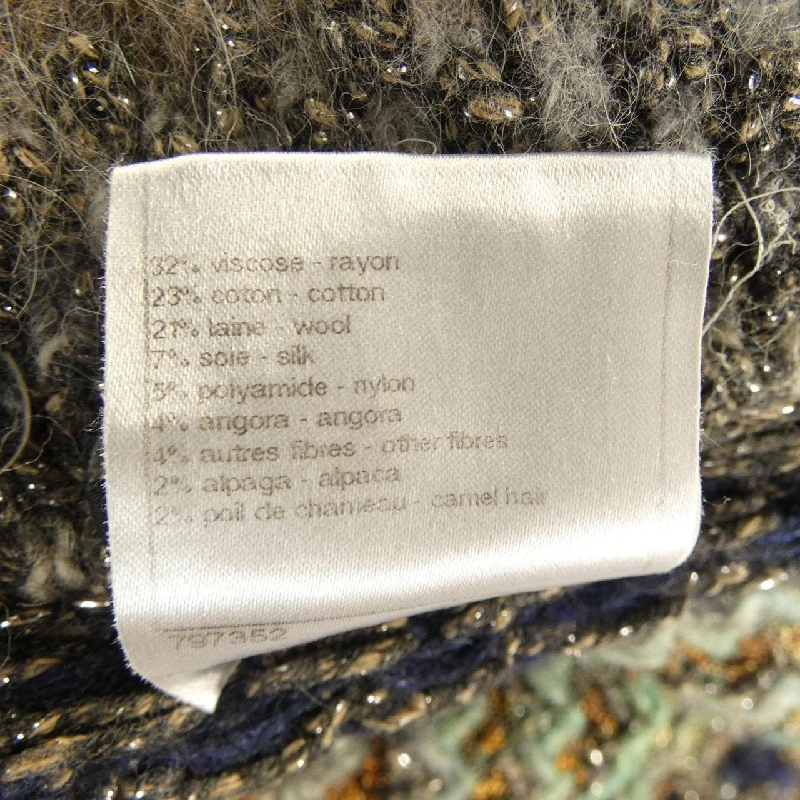 32% viscose - rayon
23% coton - cotton
21% laine - wool
7% soie - silk
5% polyamide - nylon
4% angora - angora
4% autres fibres - other fibres
2% alpaga - alpaca
2% poil de chameau - camel hair
797352